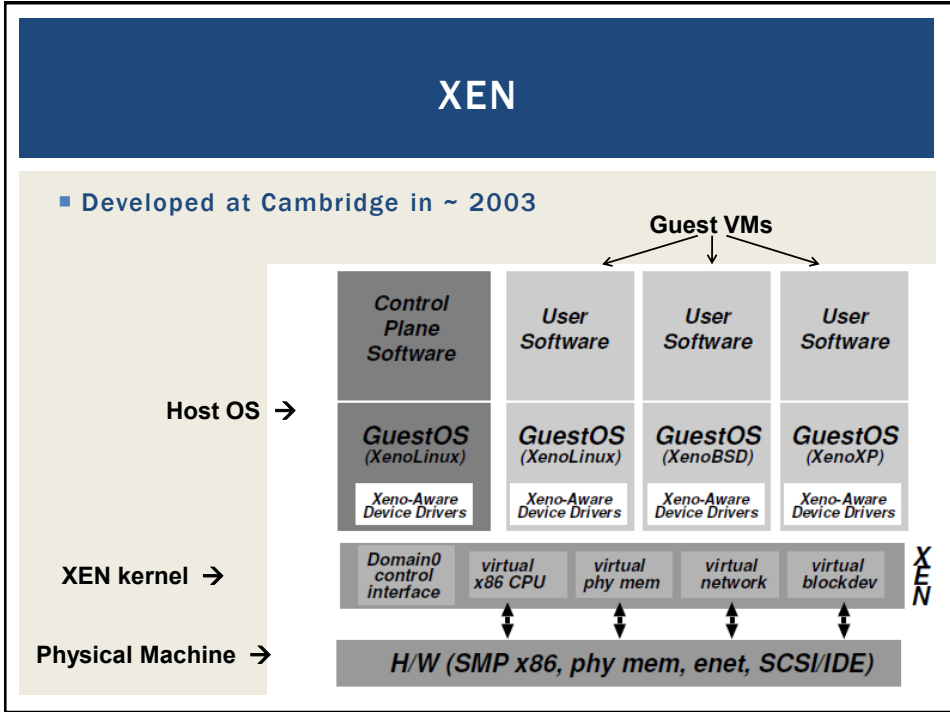 XEN
▪ Developed at Cambridge in ~ 2003
Guest VMs
Control
Plane
Software
User
Software
User
Software
User
Software
Host OS →
GuestOS
(XenoLinux)
Xeno-Aware
Device Drivers
GuestOS
(XenoLinux)
Xeno-Aware
Device Drivers
GuestOS
(XenoBSD)
Xeno-Aware
Device Drivers
GuestOS
(XenoXP)
Xeno-Aware
Device Drivers
XEN kernel →
Domain0
control
interface
virtual
x86 CPU
virtual
phy mem
virtual
network
virtual
blockdev
XEN
Physical Machine →
H/W (SMP x86, phy mem, enet, SCSI/IDE)